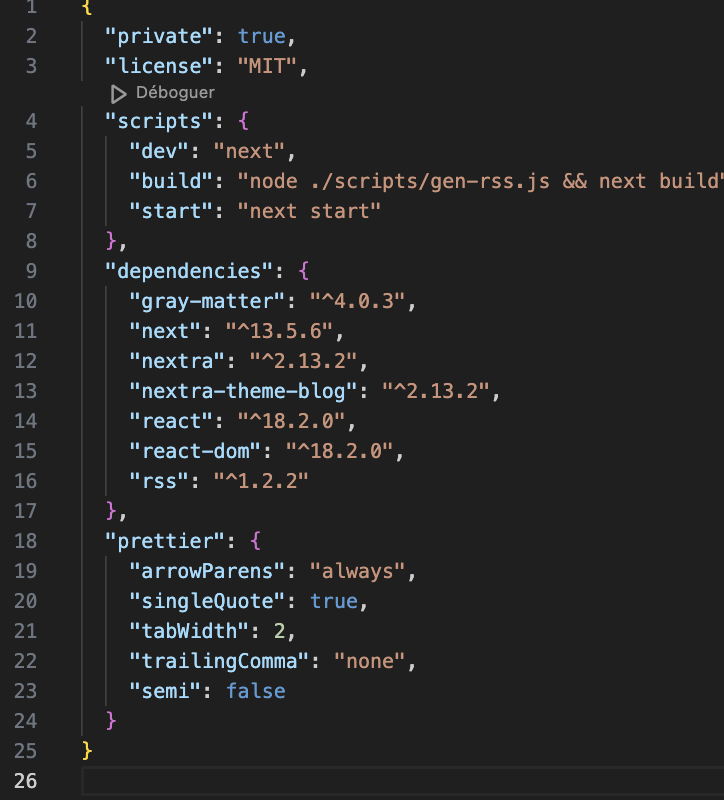 1 {
2 "private": true,
3 "license": "MIT",
Déboguer
4 "scripts": {
5 "dev": "next",
6 "build": "node ./scripts/gen-rss.js && next build"
7 "start": "next start"
8 },
9 "dependencies": {
10 "gray-matter": "^4.0.3",
11 "next": "^13.5.6",
12 "nextra": "^2.13.2",
13 "nextra-theme-blog": "^2.13.2",
14 "react": "^18.2.0",
15 "react-dom": "^18.2.0",
16 "rss": "^1.2.2"
17 },
18 "prettier": {
19 "arrowParens": "always",
20 "singleQuote": true,
21 "tabWidth": 2,
22 "trailingComma": "none",
23 "semi": false
24 }
25 }
26